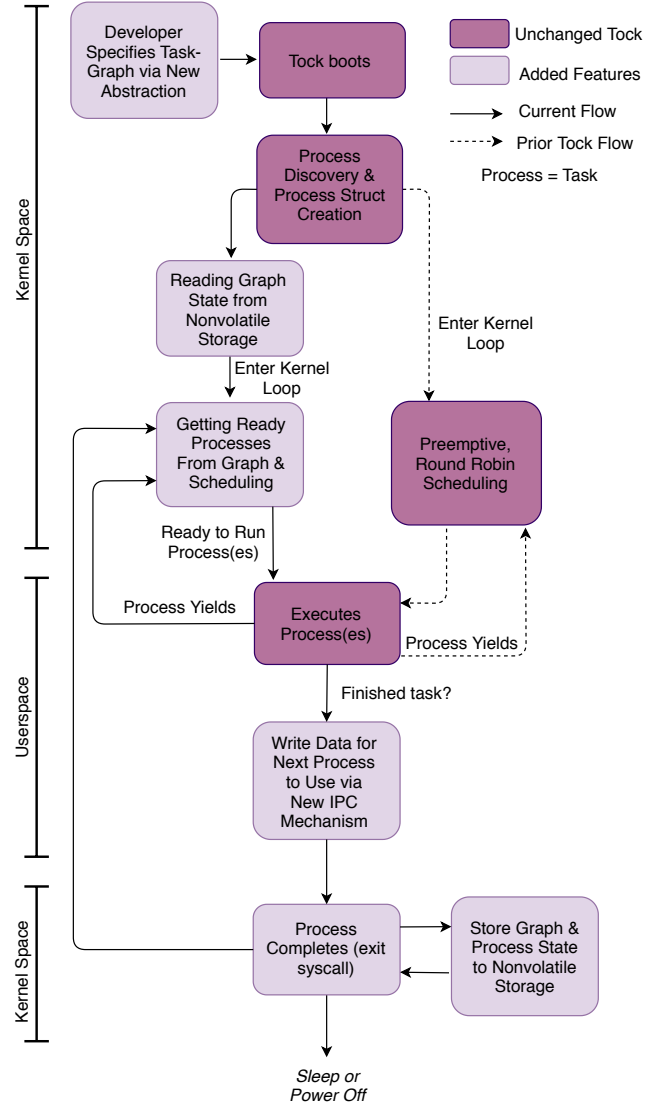 Developer
Specifies Task-
Graph via New
Abstraction
Tock boots
Unchanged Tock
Added Features
Current Flow
Prior Tock Flow
Process = Task
Process
Discovery &
Process Struct
Creation
Kernel Space
Reading Graph
State from
Nonvolatile
Storage
Enter Kernel
Loop
Enter Kernel
Loop
Getting Ready
Processes
From Graph &
Scheduling
Preemptive,
Round Robin
Scheduling
Ready to Run
Process(es)
Userspace
Process Yields
Executes
Process(es)
Process Yields
Finished task?
Write Data for
Next Process
to Use via
New IPC
Mechanism
Kernel Space
Process
Completes (exit
syscall)
Store Graph &
Process State
to Nonvolatile
Storage
Sleep or
Power Off